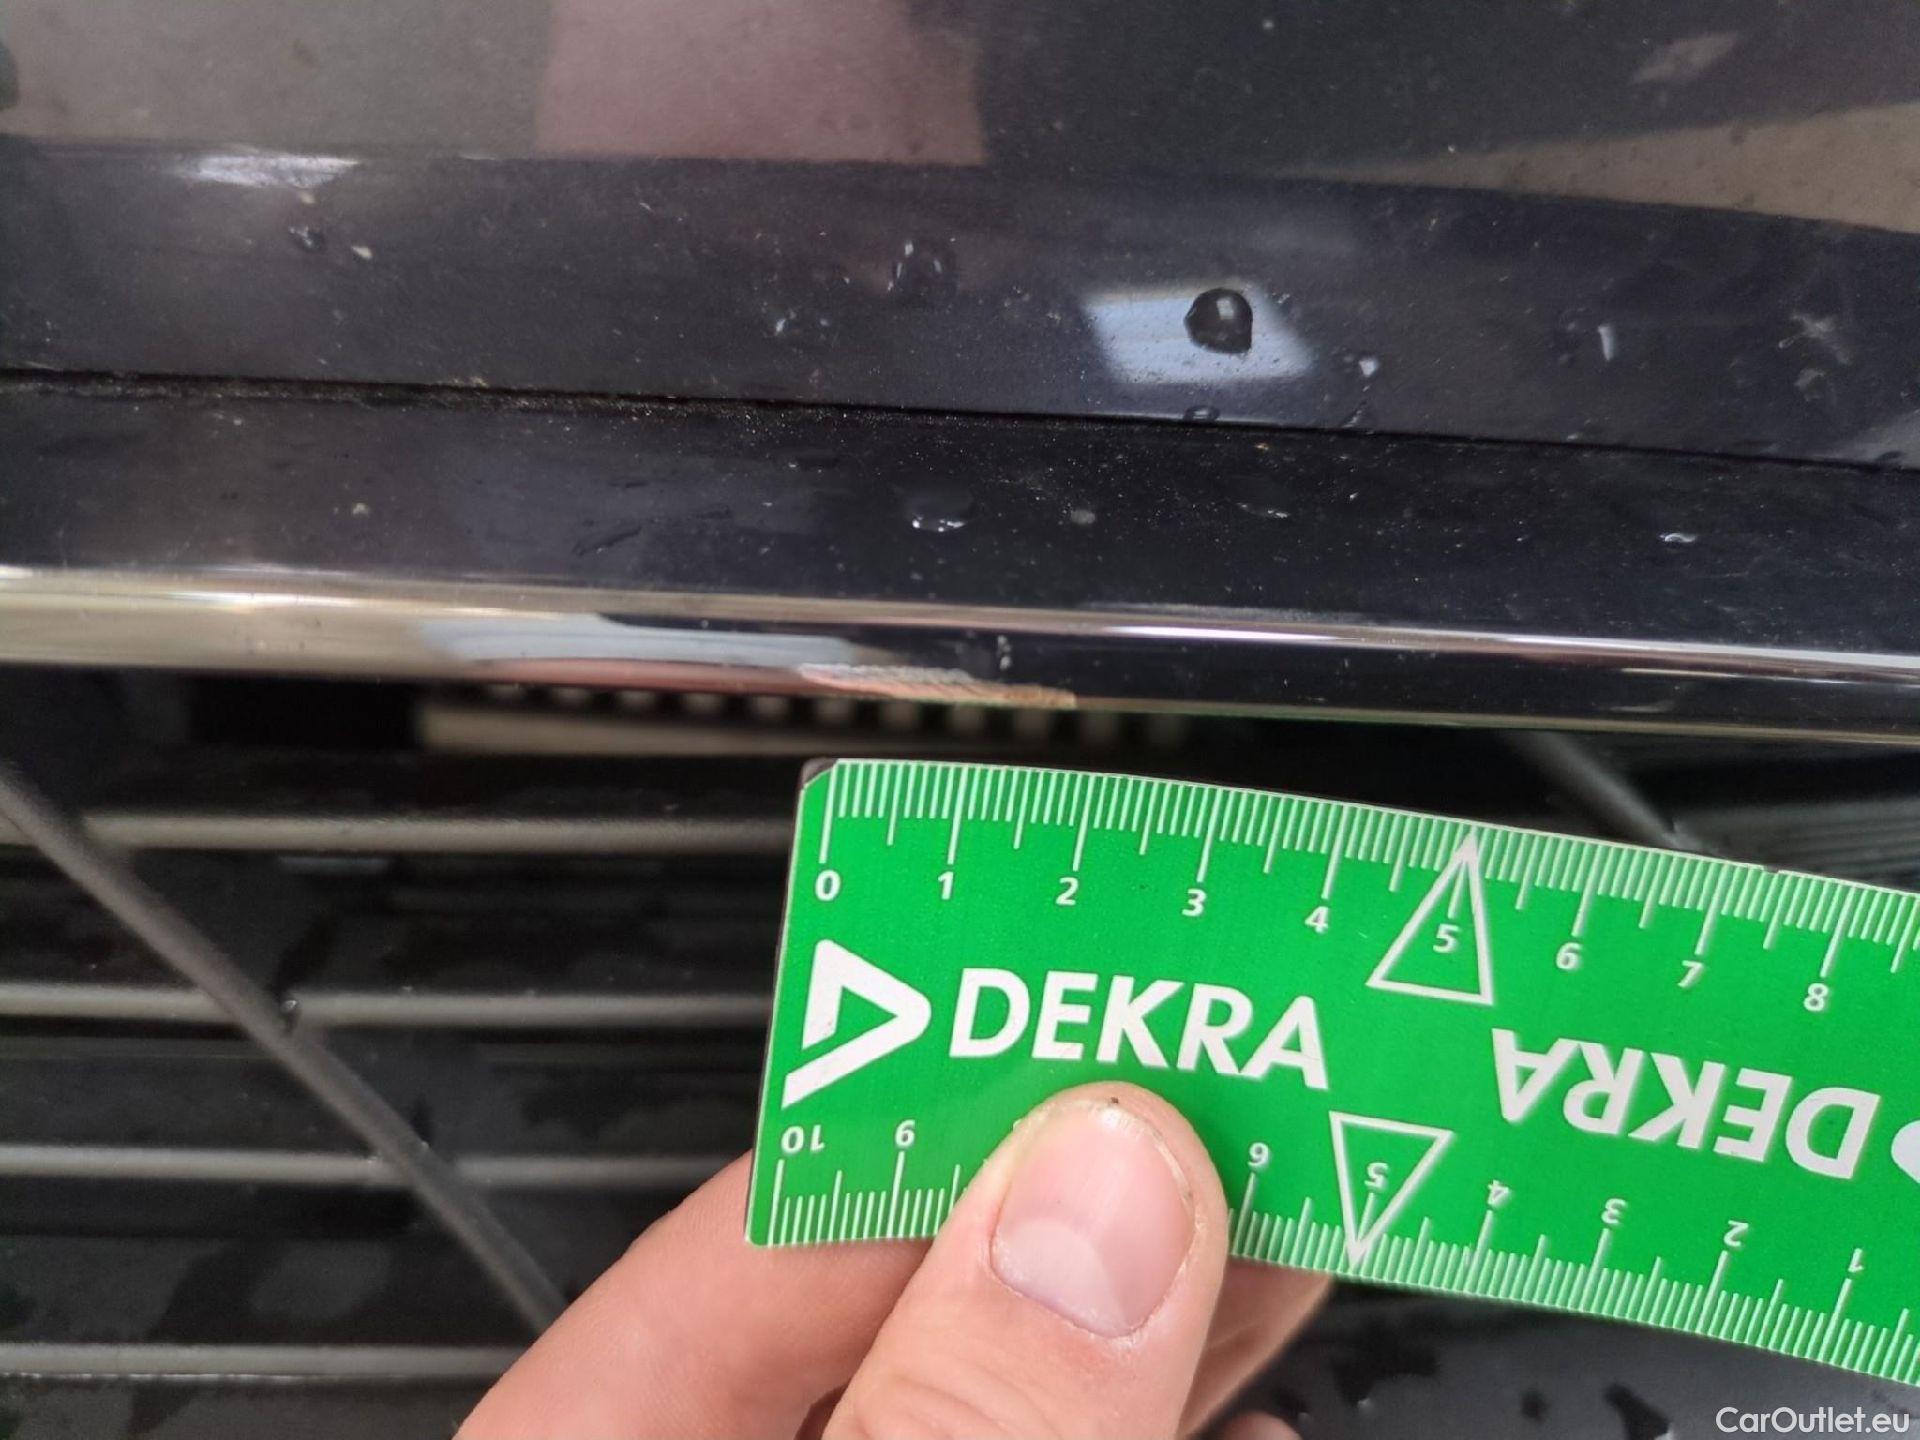 0 1 2 3 4 5 6 7 8
DEKRA
DEKRA
10 9 6 5 4 3 2 1
CarOutlet.eu